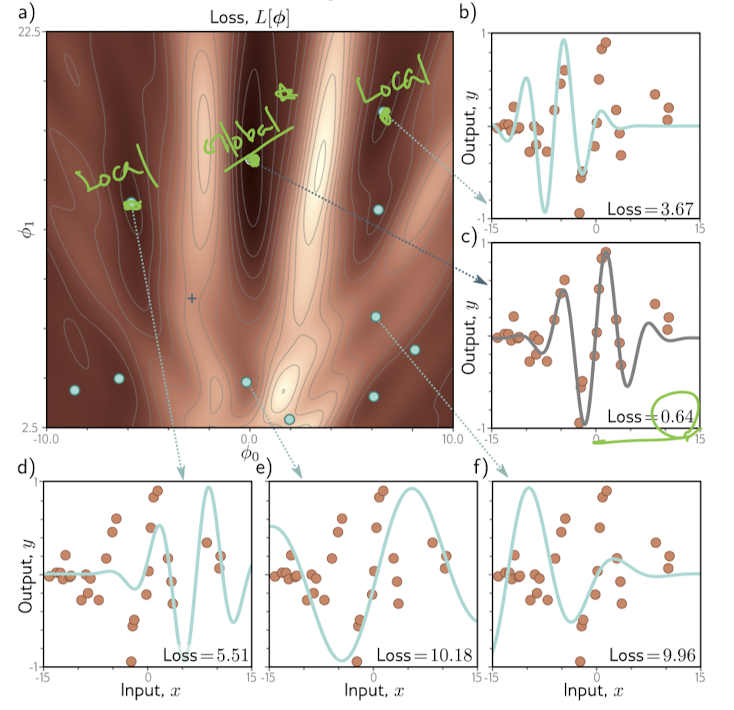 a)
Loss, L[ϕ]
22.5
Local
Global
Local
ϕ1
2.5
-10.0
0.0
10.0
ϕ0
b)
1
Output, y
-1
-15
0
15
Loss=3.67
c)
1
Output, y
-1
-15
0
15
Loss=0.64
d)
1
Output, y
-1
-15
0
15
Loss=5.51
Input, x
e)
-15
0
15
Loss=10.18
Input, x
f)
-15
0
15
Loss=9.96
Input, x